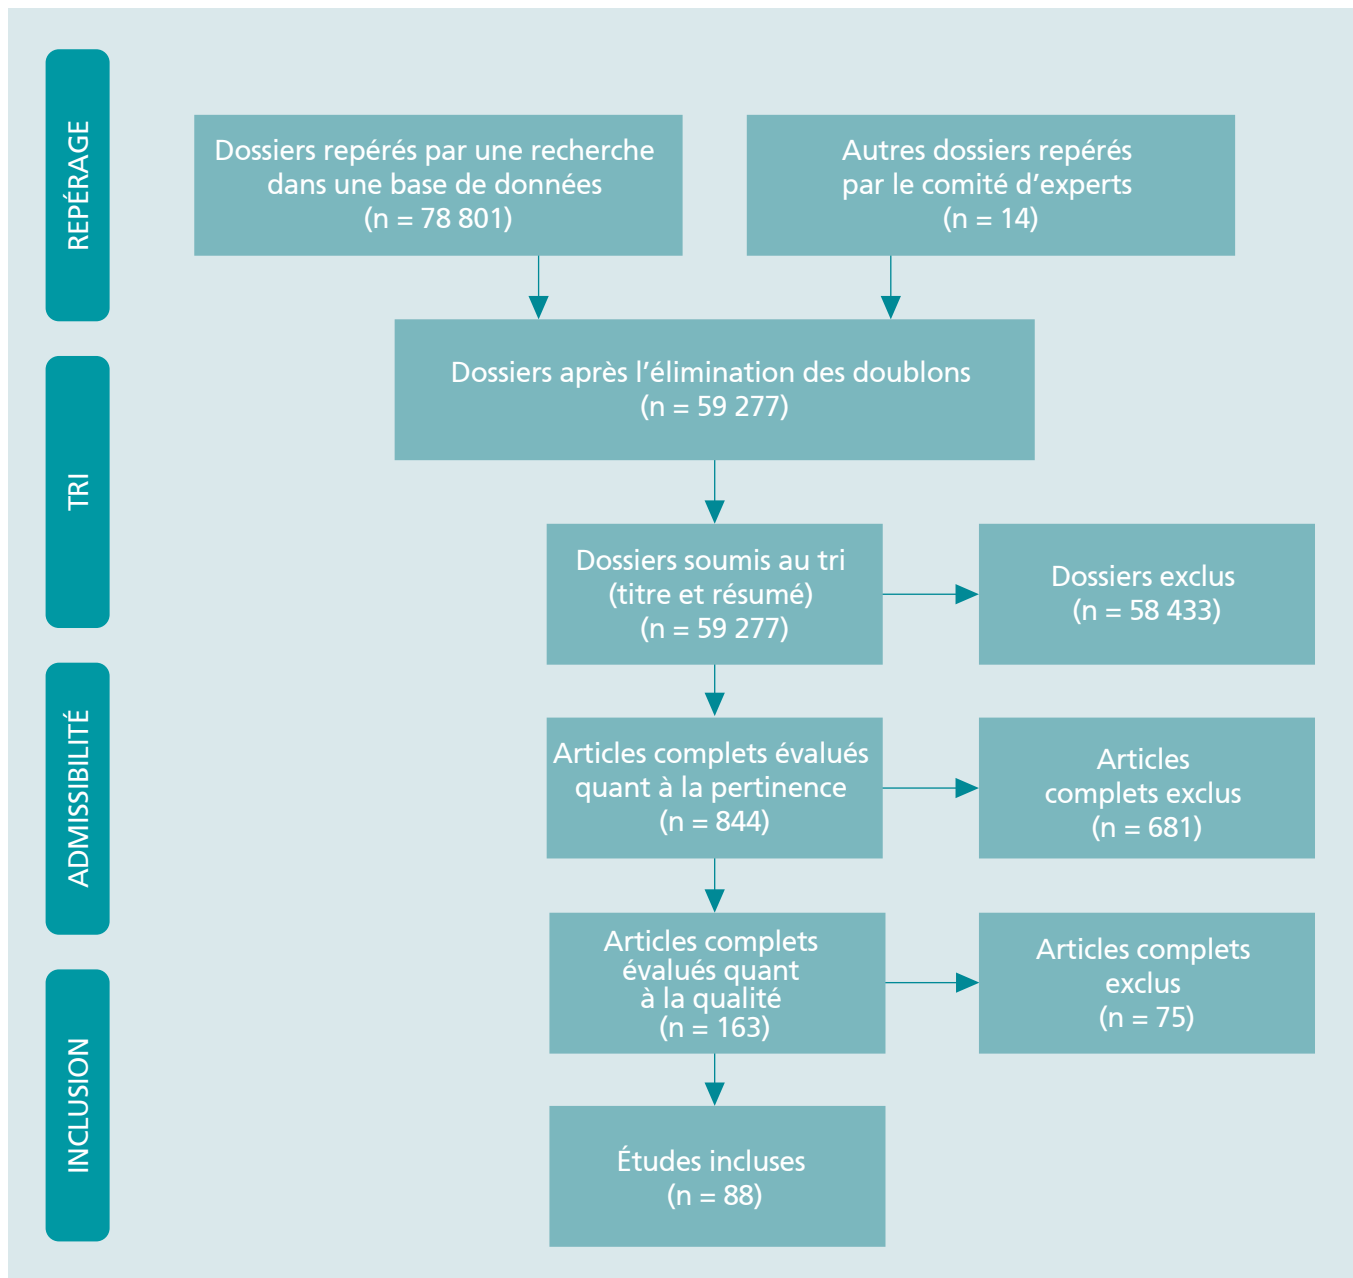 REPÉRAGE
Dossiers repérés par une recherche
dans une base de données
(n = 78 801)
Autres dossiers repérés
par le comité d'experts
(n = 14)
Dossiers après l'élimination des doublons
(n = 59 277)
TRI
Dossiers soumis au tri
(titre et résumé)
(n = 59 277)
Dossiers exclus
(n = 58 433)
ADMISSIBILITÉ
Articles complets évalués
quant à la pertinence
(n = 844)
Articles
complets exclus
(n = 681)
Articles complets
évalués quant
à la qualité
(n = 163)
Articles complets
exclus
(n = 75)
INCLUSION
Études incluses
(n = 88)